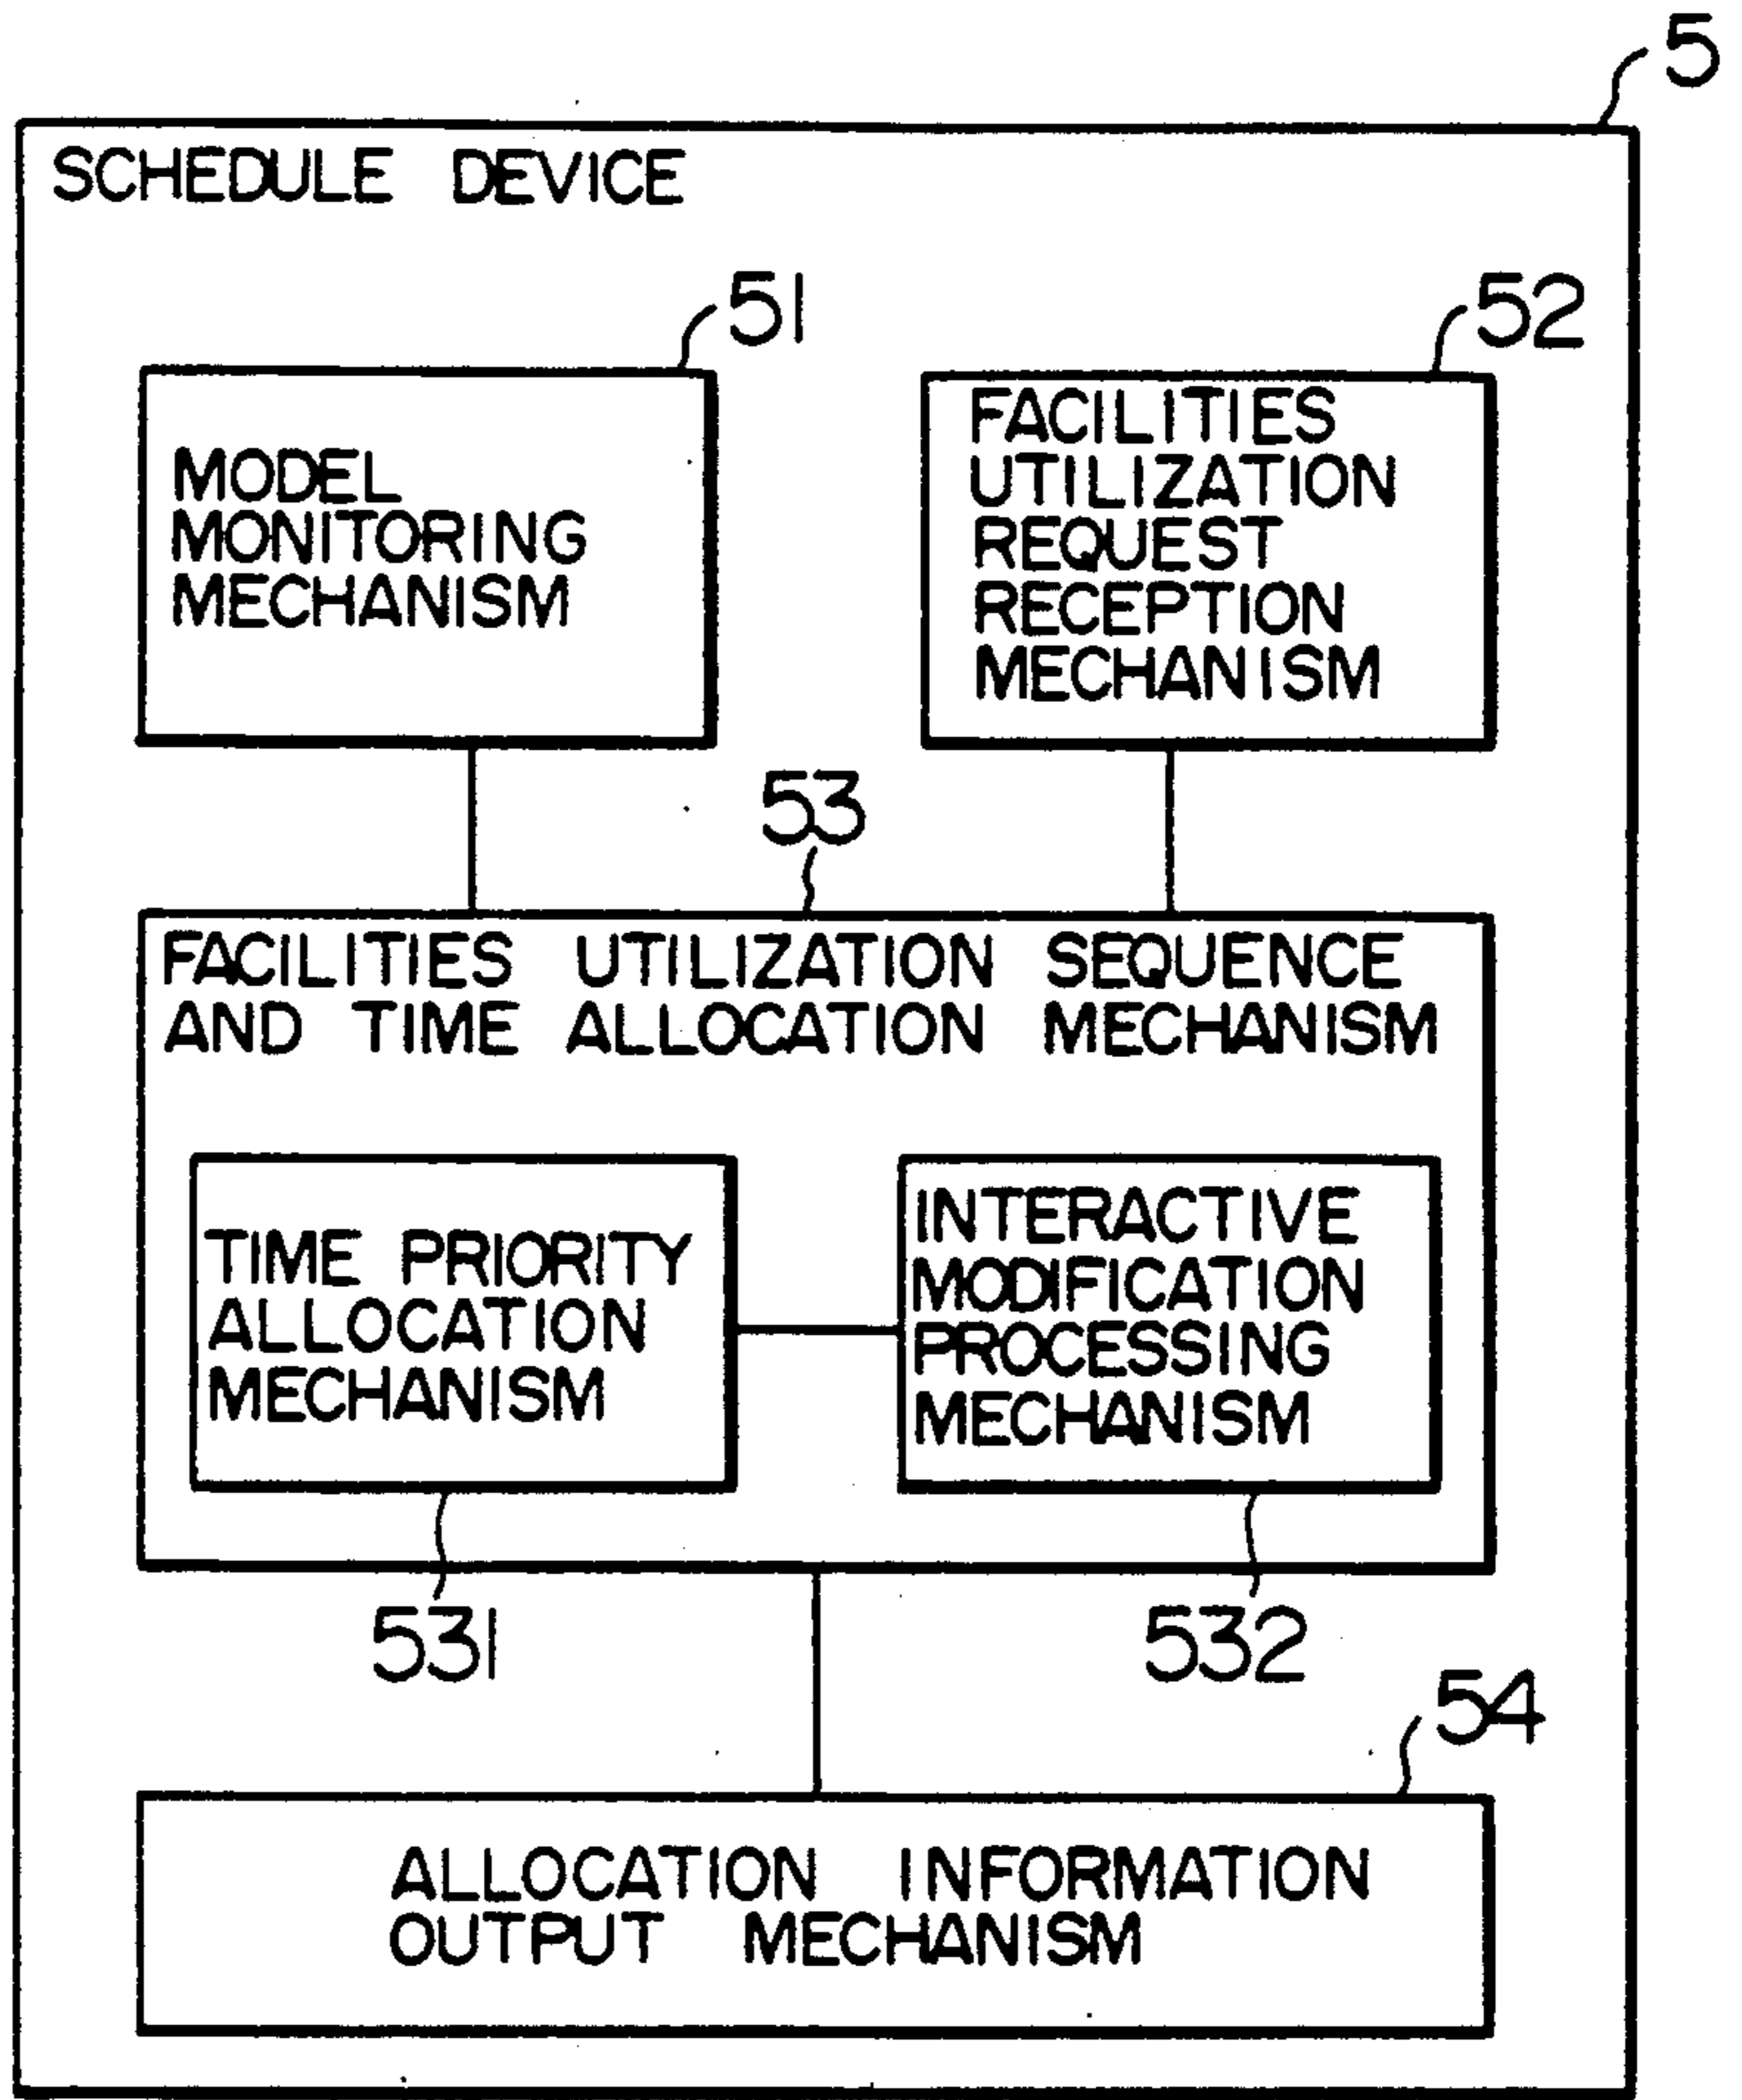 5
SCHEDULE DEVICE
51
52
MODEL
MONITORING
MECHANISM
FACILITIES
UTILIZATION
REQUEST
RECEPTION
MECHANISM
53
FACILITIES UTILIZATION SEQUENCE
AND TIME ALLOCATION MECHANISM
TIME PRIORITY
ALLOCATION
MECHANISM
INTERACTIVE
MODIFICATION
PROCESSING
MECHANISM
531
532
54
ALLOCATION INFORMATION
OUTPUT MECHANISM